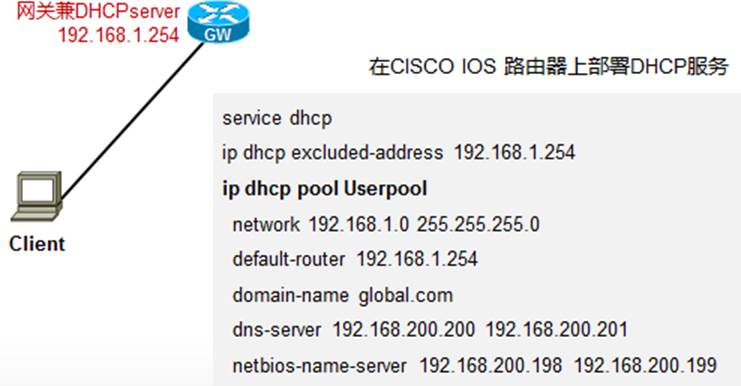 网关兼DHCPserver
192.168.1.254
GW
在CISCO IOS 路由器上部署DHCP服务
service dhcp
ip dhcp excluded-address 192.168.1.254
ip dhcp pool Userpool
network 192.168.1.0 255.255.255.0
default-router 192.168.1.254
domain-name global.com
dns-server 192.168.200.200 192.168.200.201
netbios-name-server 192.168.200.198 192.168.200.199
Client